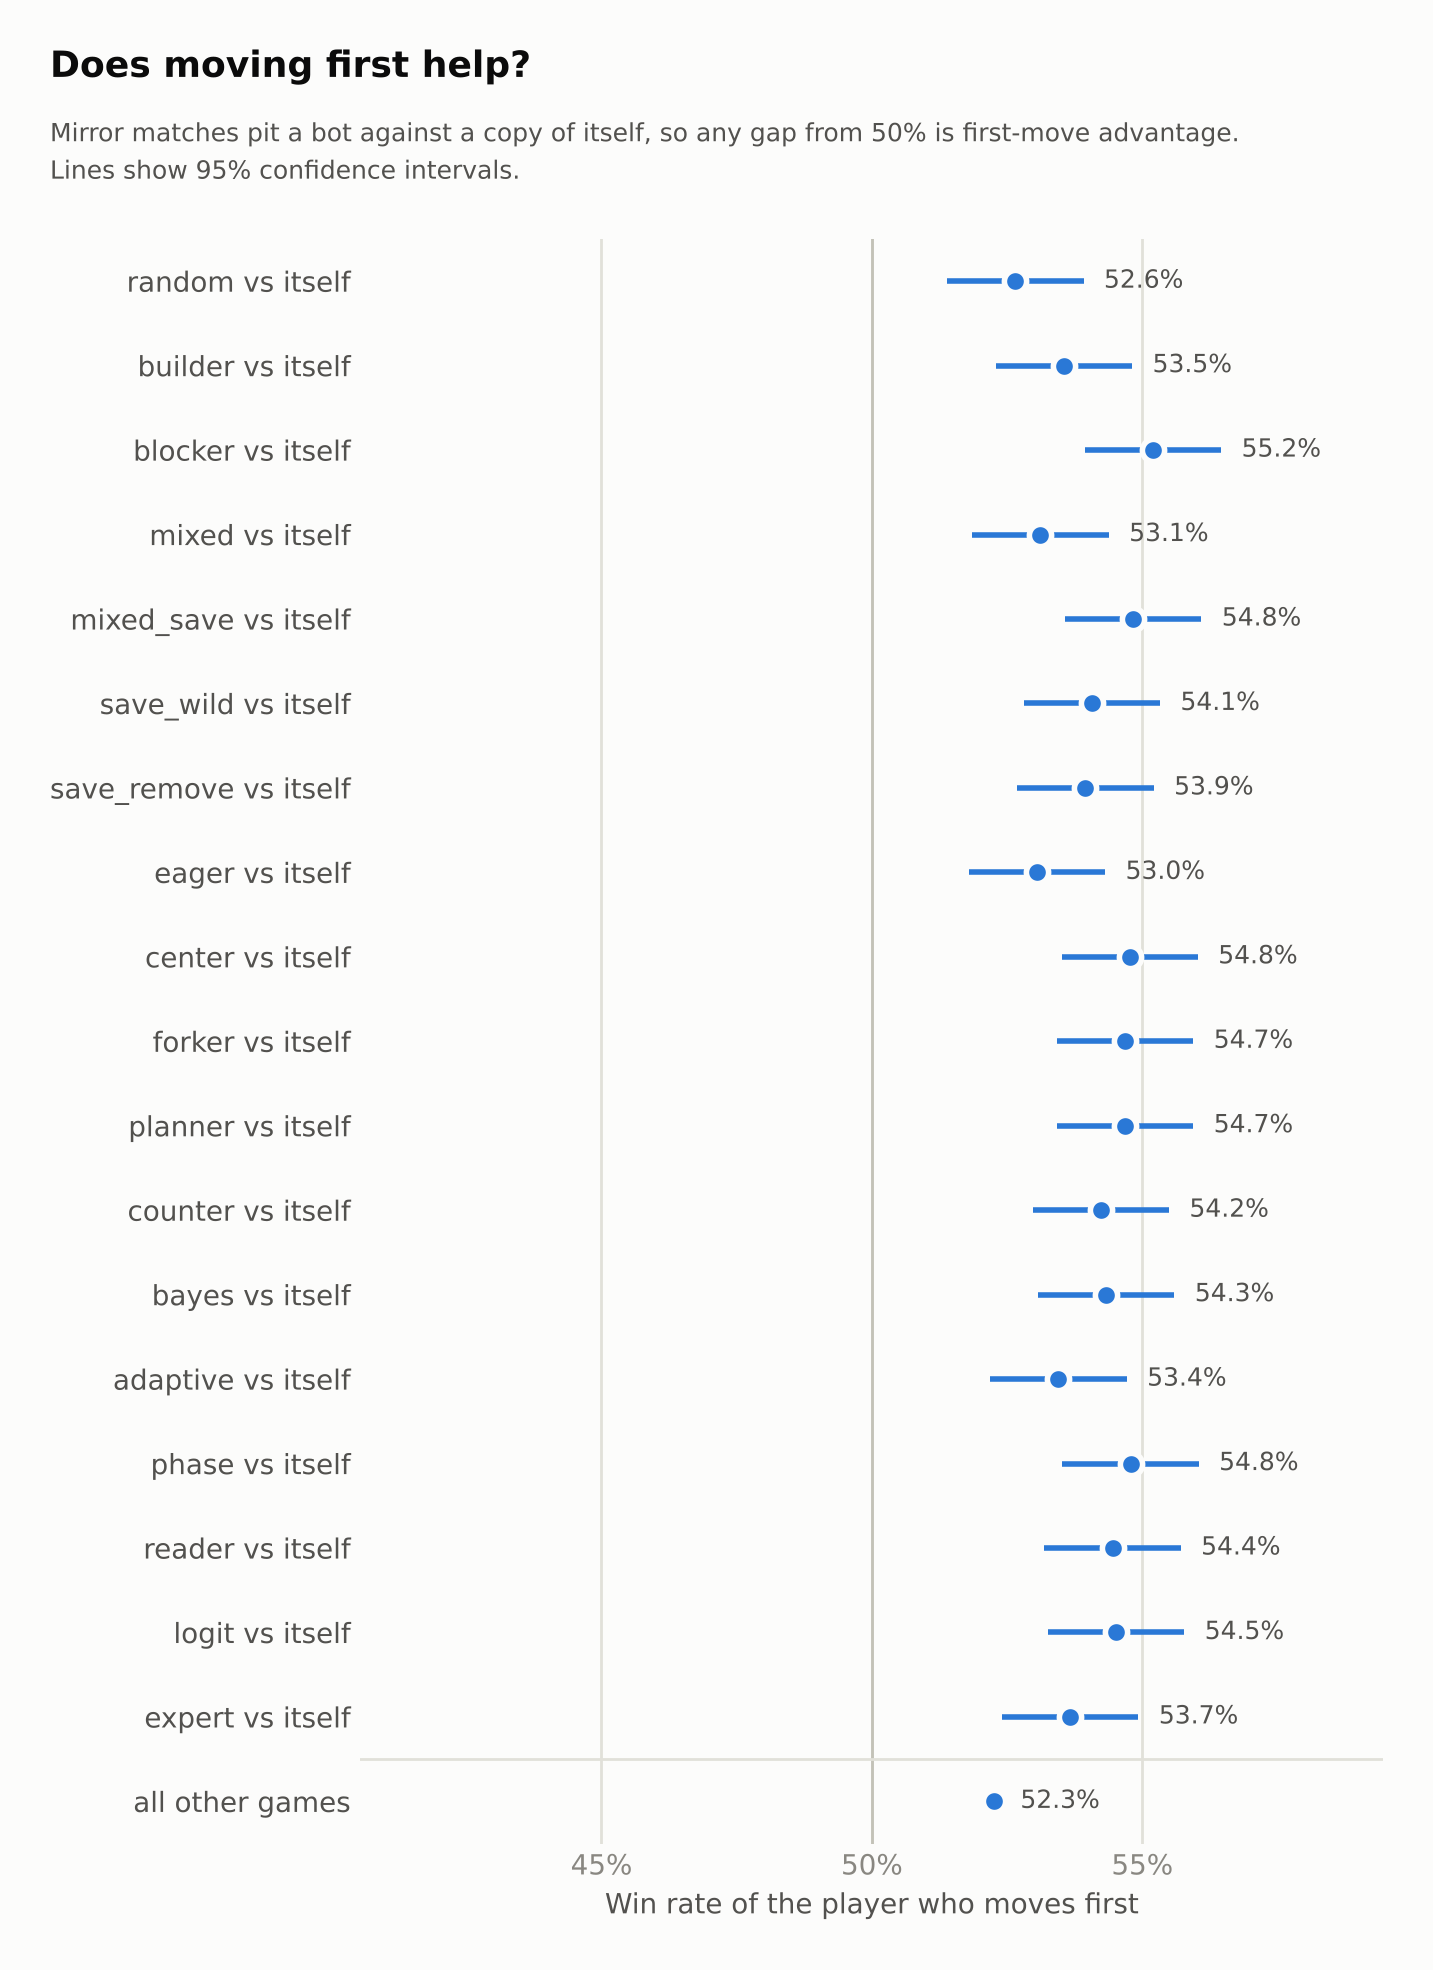 Does moving first help?
Mirror matches pit a bot against a copy of itself, so any gap from 50% is first-move advantage.
Lines show 95% confidence intervals.
random vs itself 52.6%
builder vs itself 53.5%
blocker vs itself 55.2%
mixed vs itself 53.1%
mixed_save vs itself 54.8%
save_wild vs itself 54.1%
save_remove vs itself 53.9%
eager vs itself 53.0%
center vs itself 54.8%
forker vs itself 54.7%
planner vs itself 54.7%
counter vs itself 54.2%
bayes vs itself 54.3%
adaptive vs itself 53.4%
phase vs itself 54.8%
reader vs itself 54.4%
logit vs itself 54.5%
expert vs itself 53.7%
all other games 52.3%
45% 50% 55%
Win rate of the player who moves first